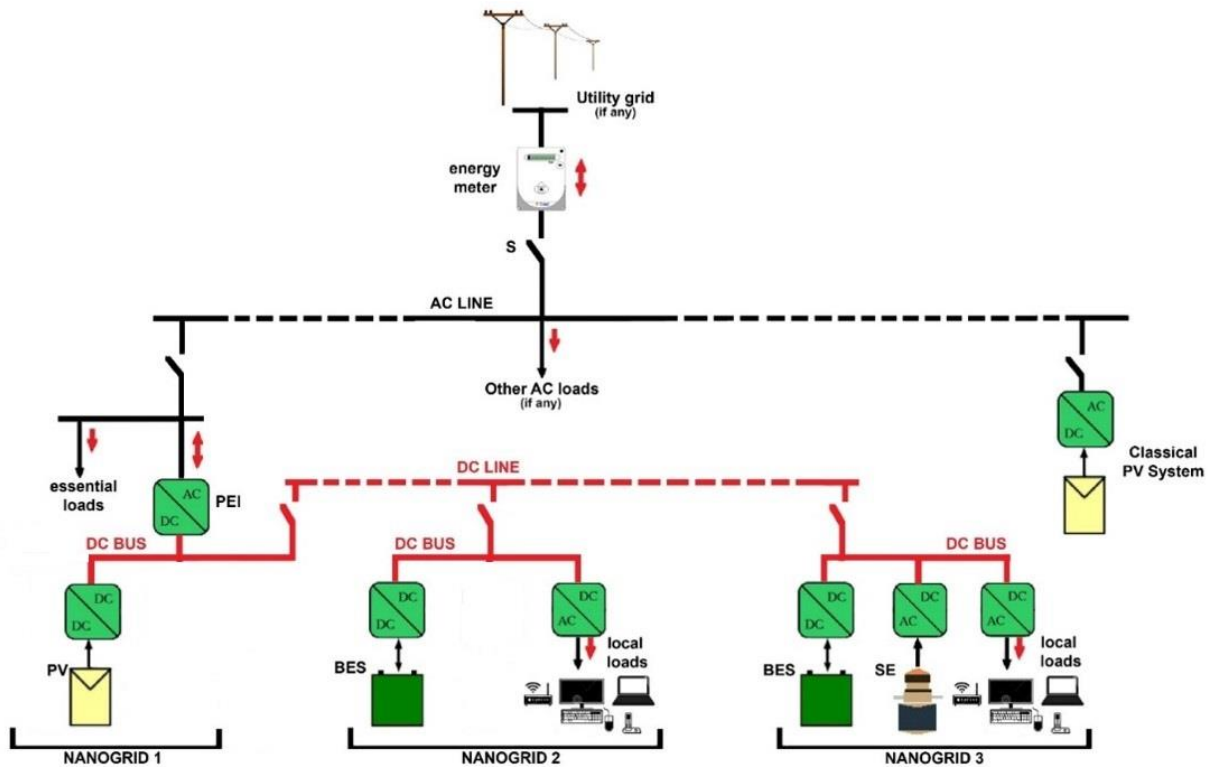 Utility grid
(if any)
energy
meter
S
AC LINE
Other AC loads
(if any)
AC
DC
Classical
PV System
essential
loads
AC
DC
PEI
DC LINE
DC BUS
DC BUS
DC BUS
DC
DC
DC
DC
DC
AC
DC
DC
DC
AC
DC
AC
PV
BES
local
loads
BES
SE
local
loads
NANOGRID 1
NANOGRID 2
NANOGRID 3